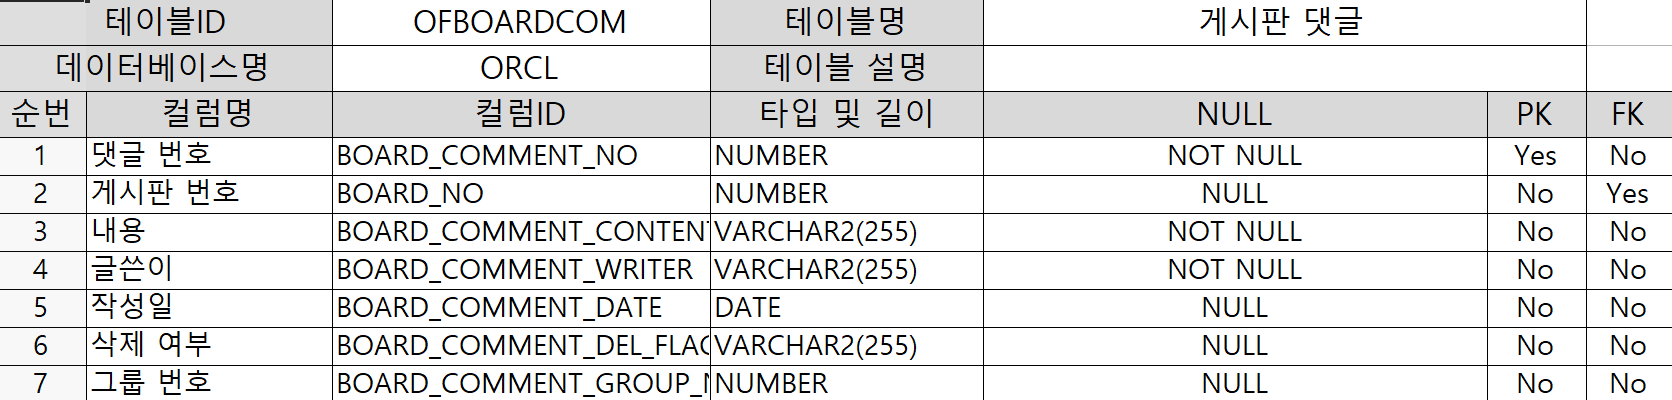 테이블ID OFBOARDCOM 테이블명 게시판 댓글
데이터베이스명 ORCL 테이블 설명
순번 컬럼명 컬럼ID 타입 및 길이 NULL PK FK
1 댓글 번호 BOARD_COMMENT_NO NUMBER NOT NULL Yes No
2 게시판 번호 BOARD_NO NUMBER NULL No Yes
3 내용 BOARD_COMMENT_CONTENT VARCHAR2(255) NOT NULL No No
4 글쓴이 BOARD_COMMENT_WRITER VARCHAR2(255) NOT NULL No No
5 작성일 BOARD_COMMENT_DATE DATE NULL No No
6 삭제 여부 BOARD_COMMENT_DEL_FLAG VARCHAR2(255) NULL No No
7 그룹 번호 BOARD_COMMENT_GROUP_N NUMBER NULL No No